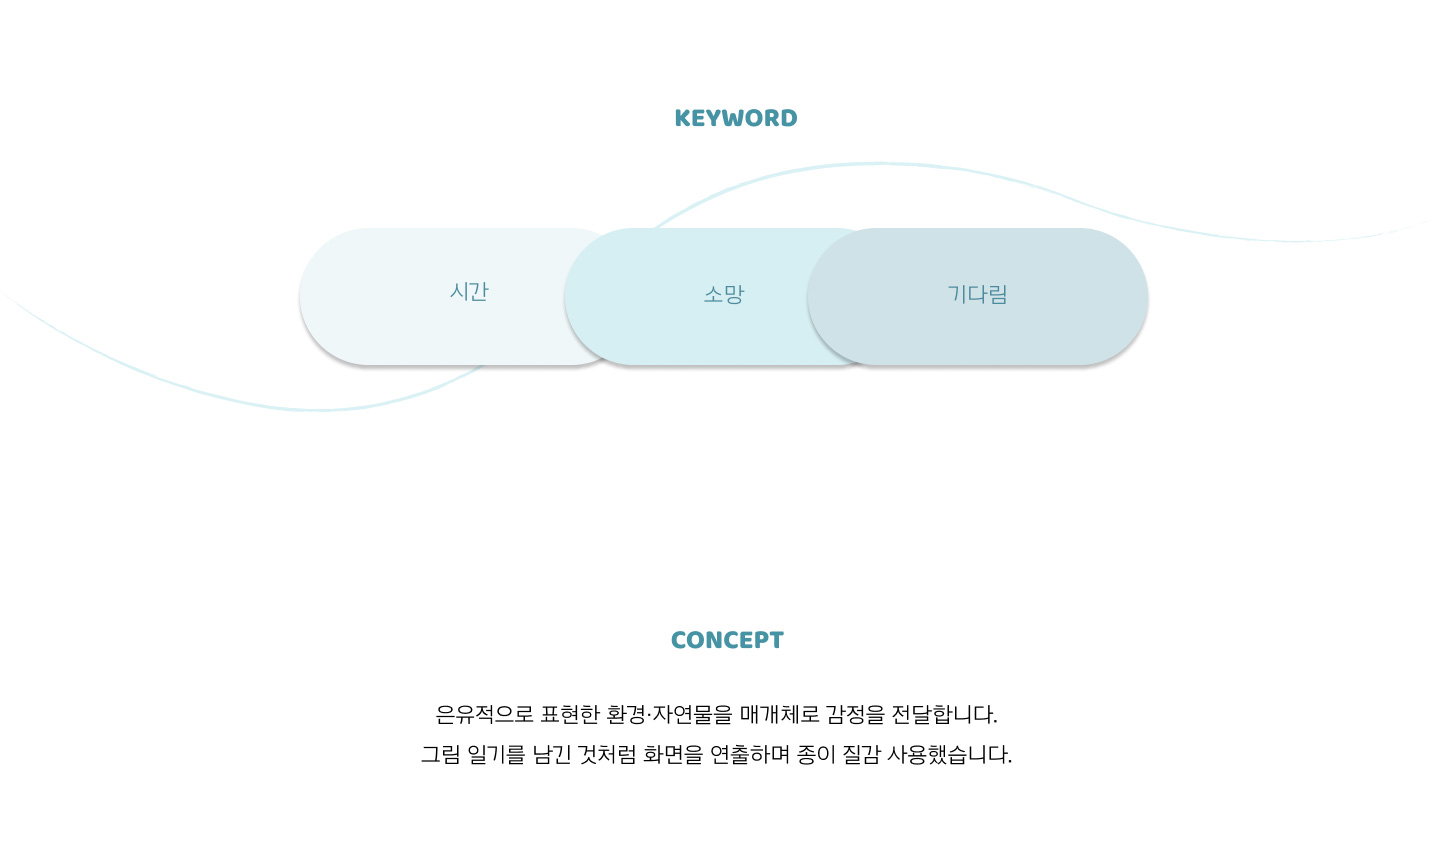 KEYWORD
시간
소망
기다림
CONCEPT
은유적으로 표현한 환경·자연물을 매개체로 감정을 전달합니다.
그림 일기를 남긴 것처럼 화면을 연출하며 종이 질감 사용했습니다.